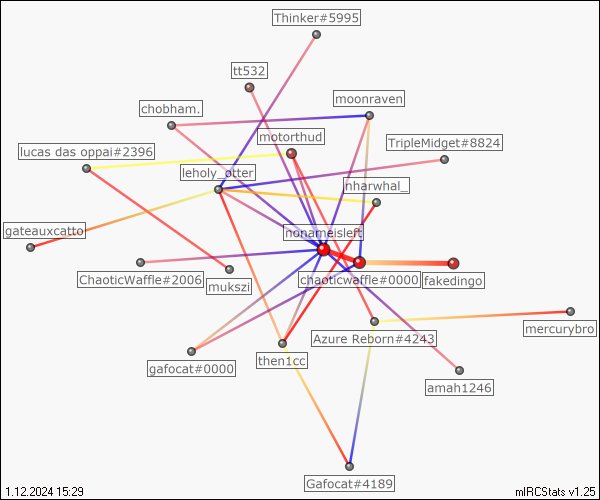 Thinker#5995
tt532
moonraven
chobham.
motorthud
TripleMidget#8824
lucas das oppai#2396
leholy_otter
nharwhal_
gateauxcatto
nonameisleft
ChaoticWaffle#2006
mukszi
chaoticwaffle#0000
fakedingo
mercurybro
Azure Reborn#4243
gafocat#0000
then1cc
amah1246
Gafocat#4189
1.12.2024 15:29
mIRCStats v1.25